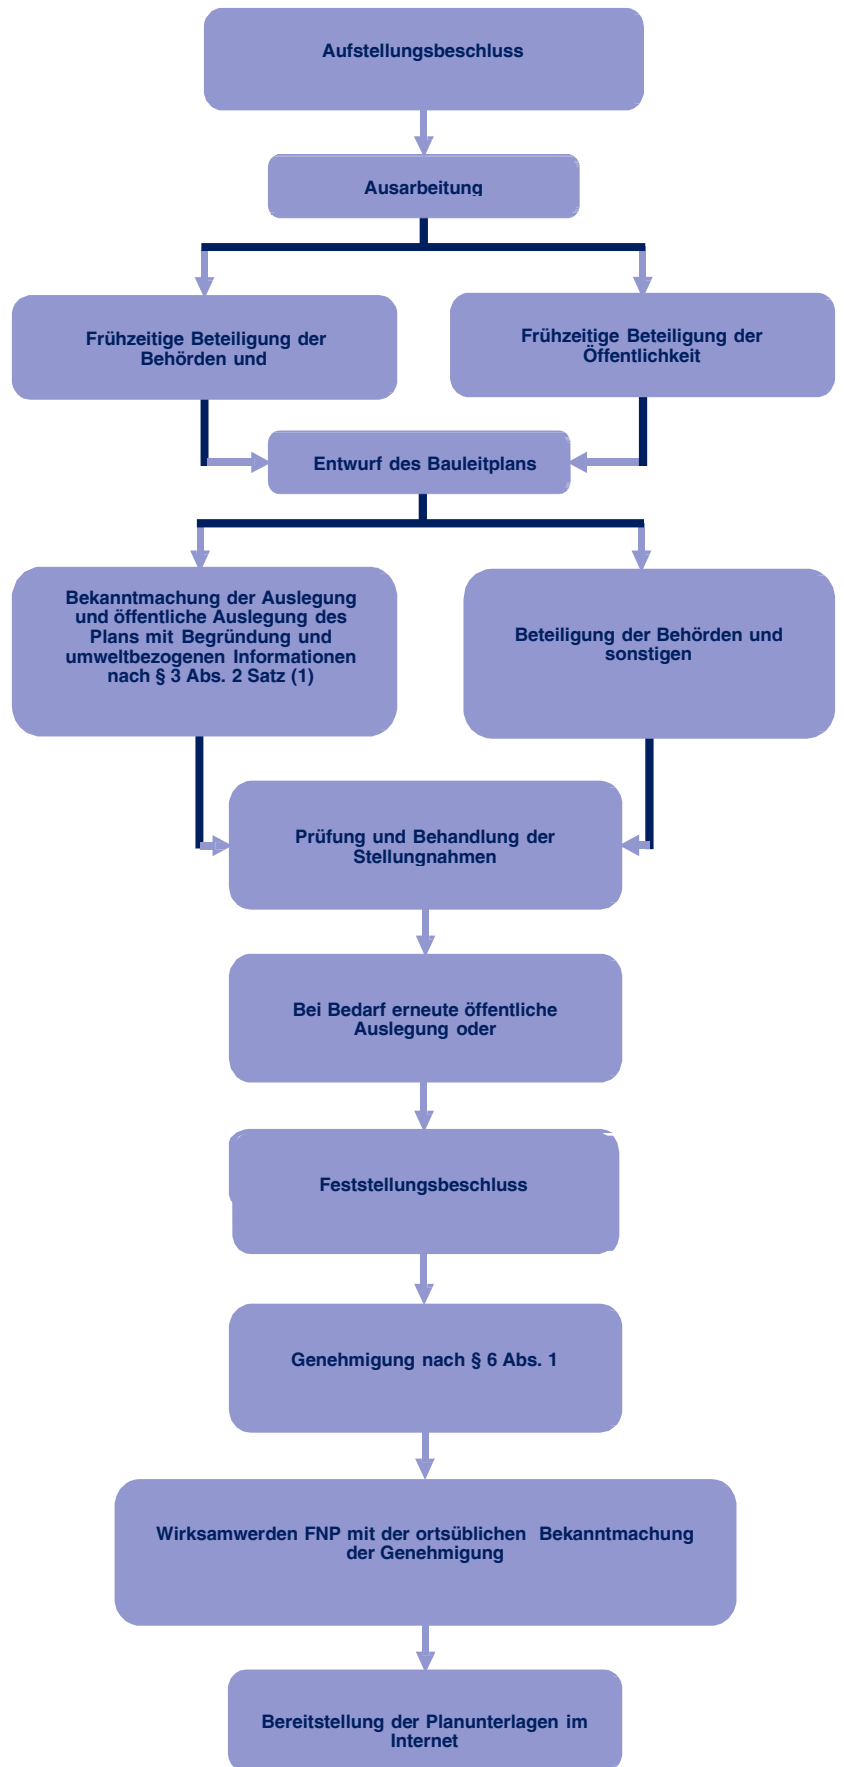 Aufstellungsbeschluss
Ausarbeitung
Frühzeitige Beteiligung der
Behörden und
Frühzeitige Beteiligung der
Öffentlichkeit
Entwurf des Bauleitplans
Bekanntmachung der Auslegung
und öffentliche Auslegung des
Plans mit Begründung und
umweltbezogenen Informationen
nach § 3 Abs. 2 Satz (1)
Beteiligung der Behörden und
sonstigen
Prüfung und Behandlung der
Stellungnahmen
Bei Bedarf erneute öffentliche
Auslegung oder
Feststellungsbeschluss
Genehmigung nach § 6 Abs. 1
Wirksamwerden FNP mit der ortsüblichen Bekanntmachung
der Genehmigung
Bereitstellung der Planunterlagen im
Internet